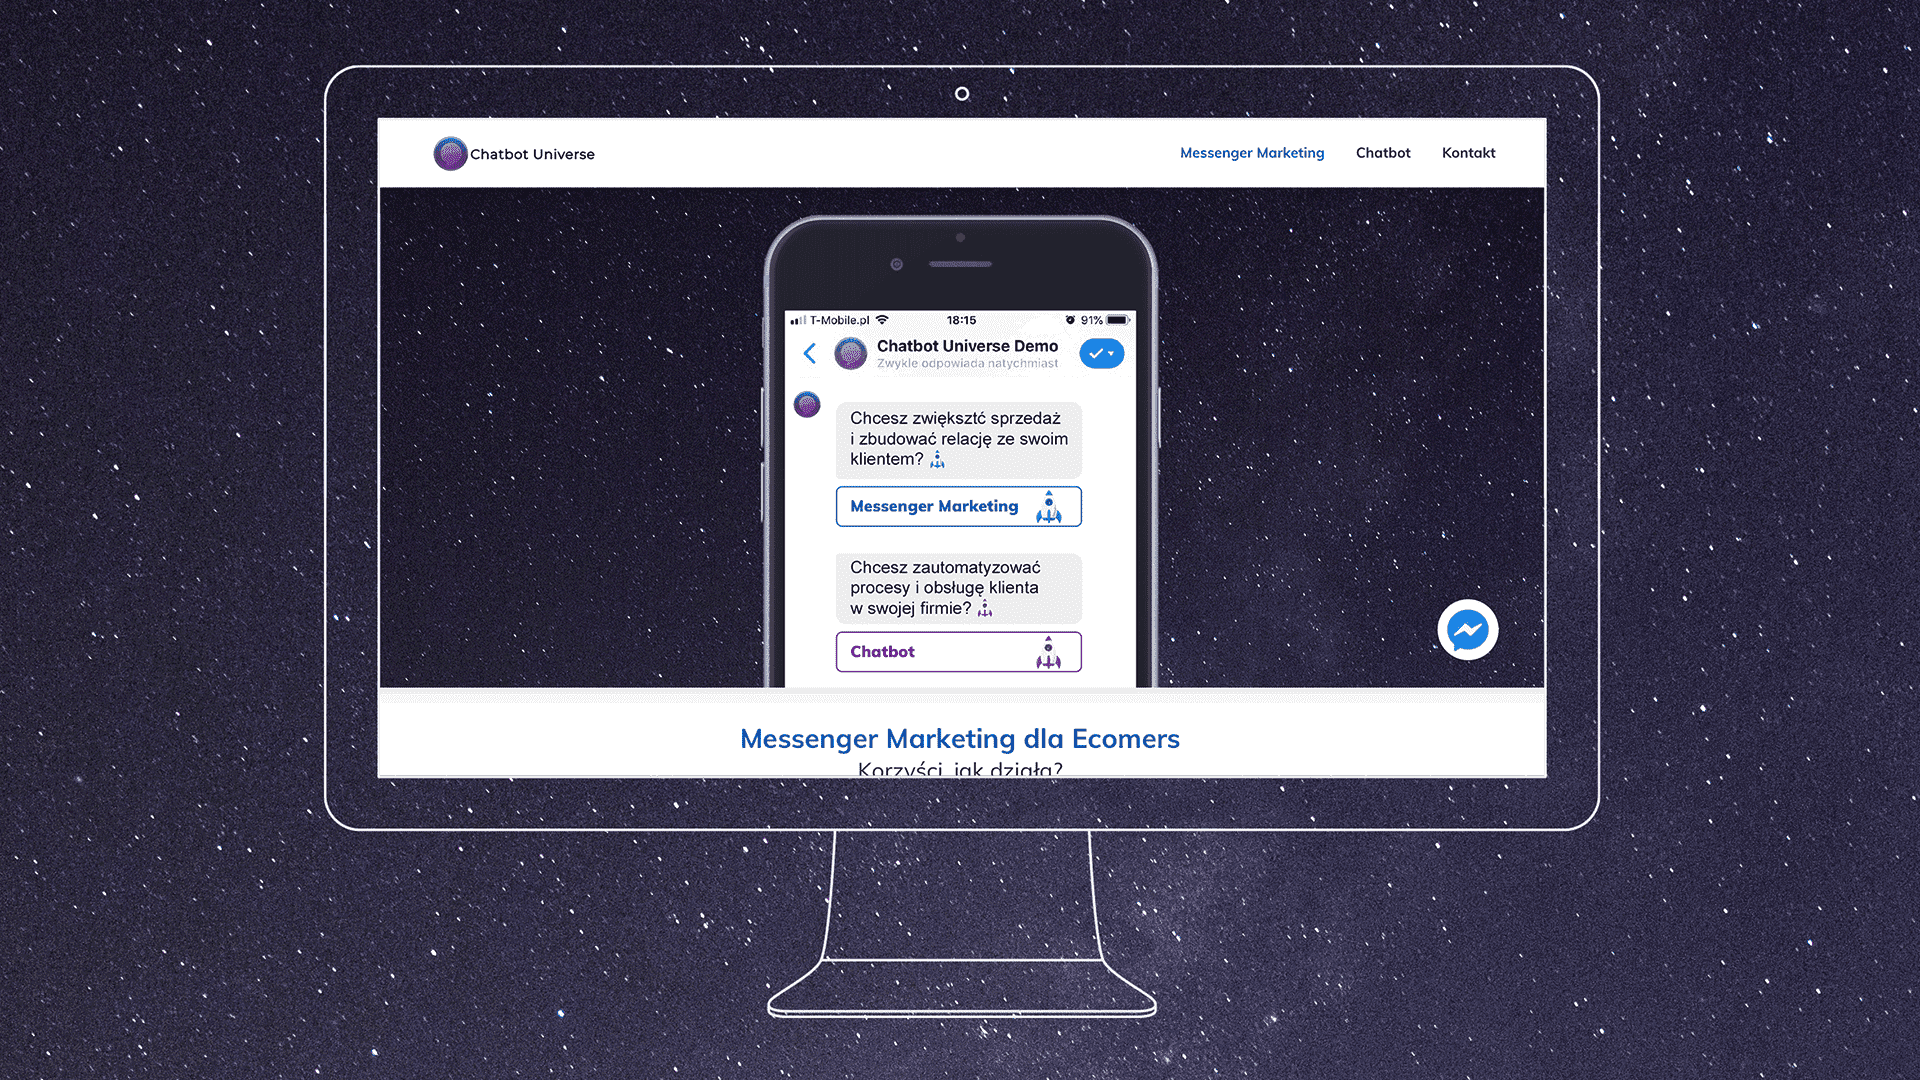 Chatbot Universe
Messenger Marketing
Chatbot
Kontakt
T-Mobile.pl
18:15
91%
Chatbot Universe Demo
Zwykle odpowiada natychmiast
Chcesz zwiększtć sprzedaż
i zbudować relację ze swoim
klientem?
Messenger Marketing
Chcesz zautomatyzować
procesy i obsługę klienta
w swojej firmie?
Chatbot
Messenger Marketing dla Ecomers
Korzyści, jak działa?